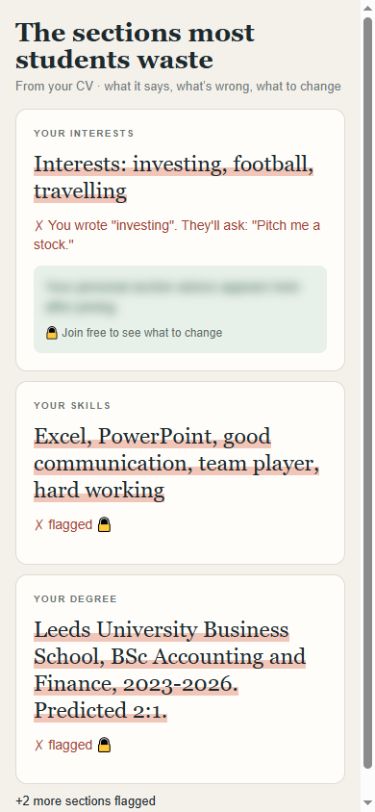 The sections most
students waste
From your CV · what it says, what's wrong, what to change
YOUR INTERESTS
Interests: investing, football,
travelling
✗ You wrote "investing". They'll ask: "Pitch me a
stock."
🔒 Join free to see what to change
YOUR SKILLS
Excel, PowerPoint, good
communication, team player,
hard working
✗ flagged 🔒
YOUR DEGREE
Leeds University Business
School, BSc Accounting and
Finance, 2023-2026.
Predicted 2:1.
✗ flagged 🔒
+2 more sections flagged